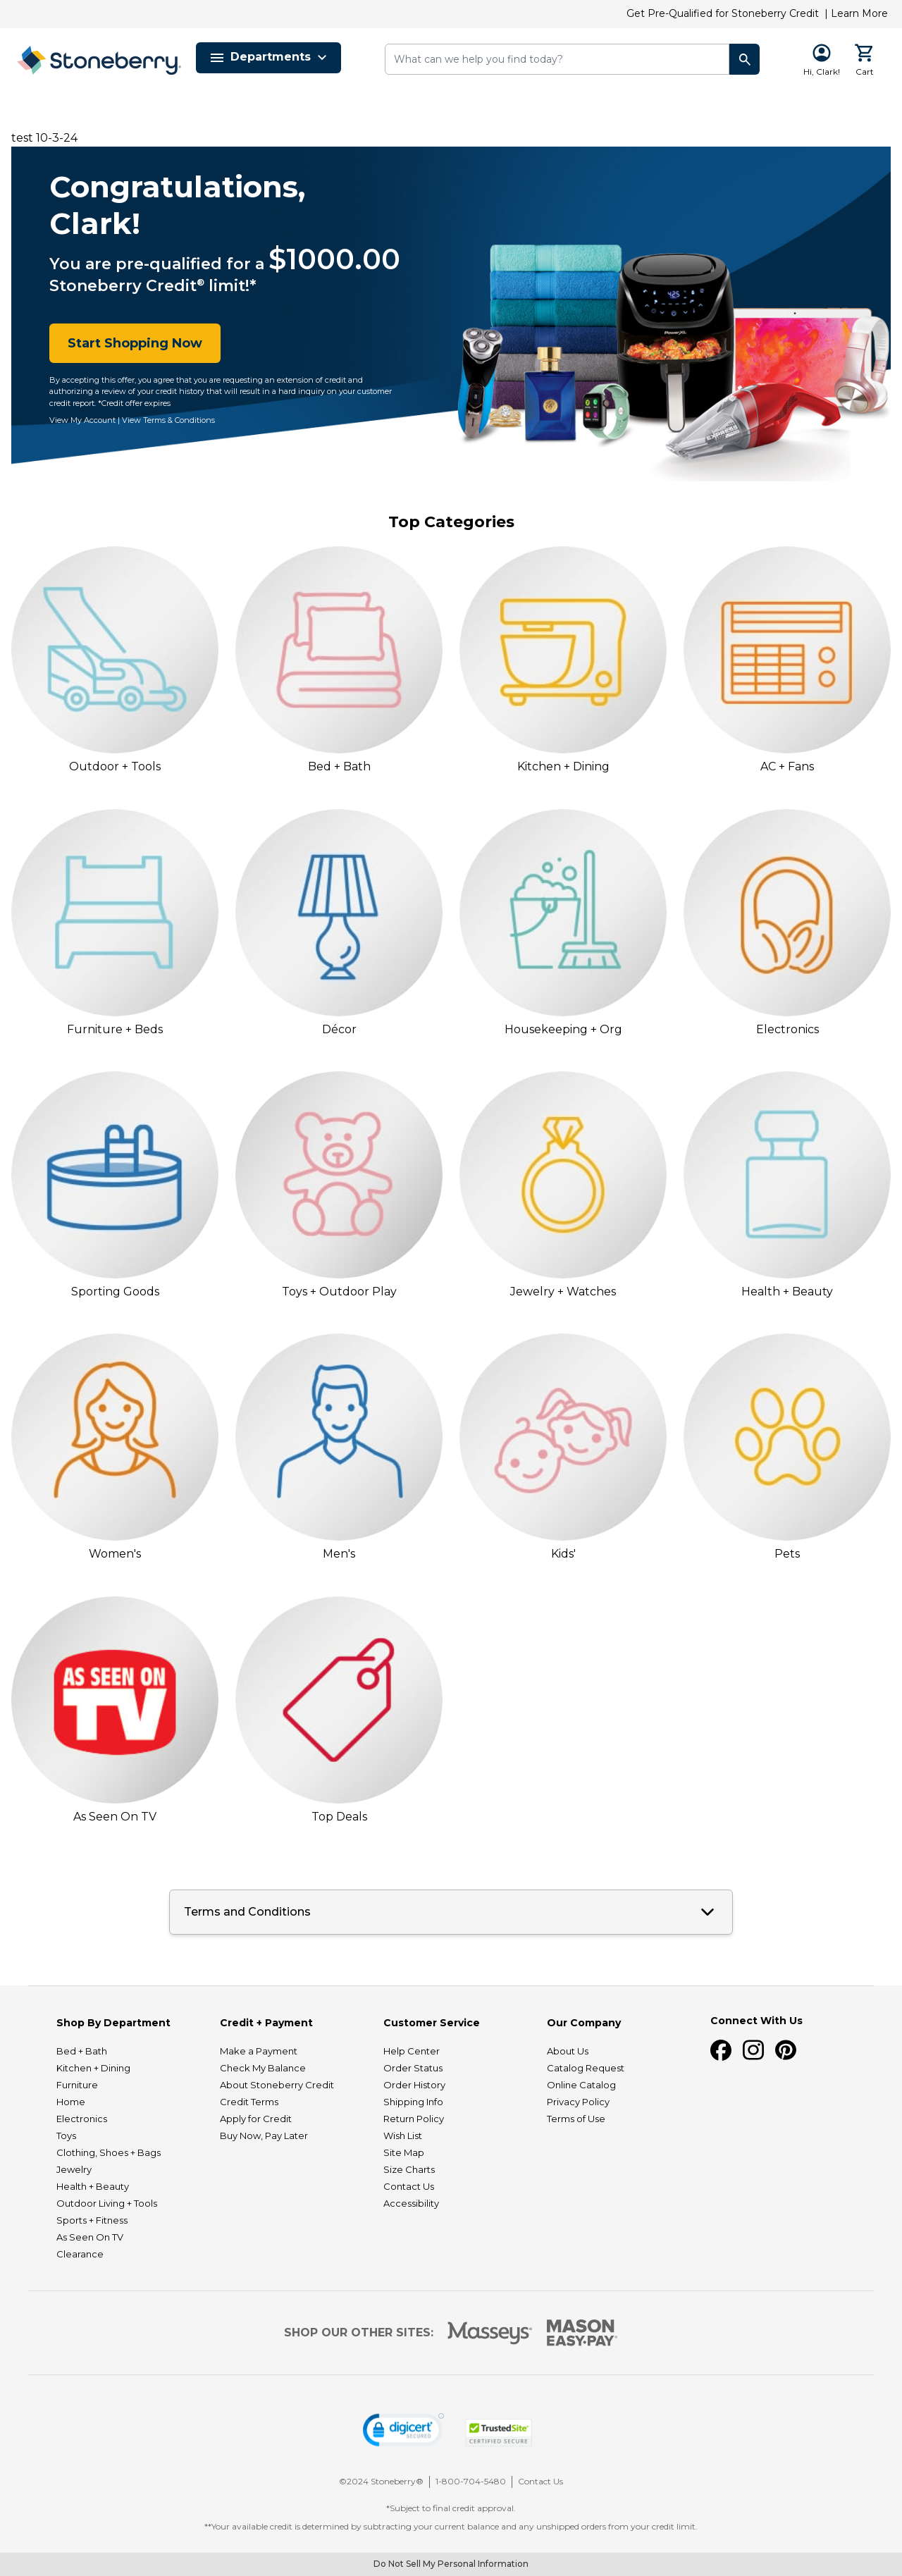 Get Pre-Qualified for Stoneberry Credit | Learn More
Stoneberry.
Departments
What can we help you find today?
Hi, Clark!
Cart
test 10-3-24
Congratulations,
Clark!
You are pre-qualified for a $1000.00
Stoneberry Credit® limit!*
Start Shopping Now
By accepting this offer, you agree that you are requesting an extension of credit and
authorizing a review of your credit history that will result in a hard inquiry on your customer
credit report. *Credit offer expires
View My Account | View Terms & Conditions
Top Categories
Outdoor + Tools
Bed + Bath
Kitchen + Dining
AC + Fans
Furniture + Beds
Décor
Housekeeping + Org
Electronics
Sporting Goods
Toys + Outdoor Play
Jewelry + Watches
Health + Beauty
Women's
Men's
Kids'
Pets
AS SEEN ON
TV
As Seen On TV
Top Deals
Terms and Conditions
Shop By Department
Bed + Bath
Kitchen + Dining
Furniture
Home
Electronics
Toys
Clothing, Shoes + Bags
Jewelry
Health + Beauty
Outdoor Living + Tools
Sports + Fitness
As Seen On TV
Clearance
Credit + Payment
Make a Payment
Check My Balance
About Stoneberry Credit
Credit Terms
Apply for Credit
Buy Now, Pay Later
Customer Service
Help Center
Order Status
Order History
Shipping Info
Return Policy
Wish List
Site Map
Size Charts
Contact Us
Accessibility
Our Company
About Us
Catalog Request
Online Catalog
Privacy Policy
Terms of Use
Connect With Us
SHOP OUR OTHER SITES:
Masseys
MASON
EASY-PAY
digicert
SECURED
TrustedSite
CERTIFIED SECURE
©2024 Stoneberry® | 1-800-704-5480 | Contact Us
*Subject to final credit approval.
**Your available credit is determined by subtracting your current balance and any unshipped orders from your credit limit.
Do Not Sell My Personal Information